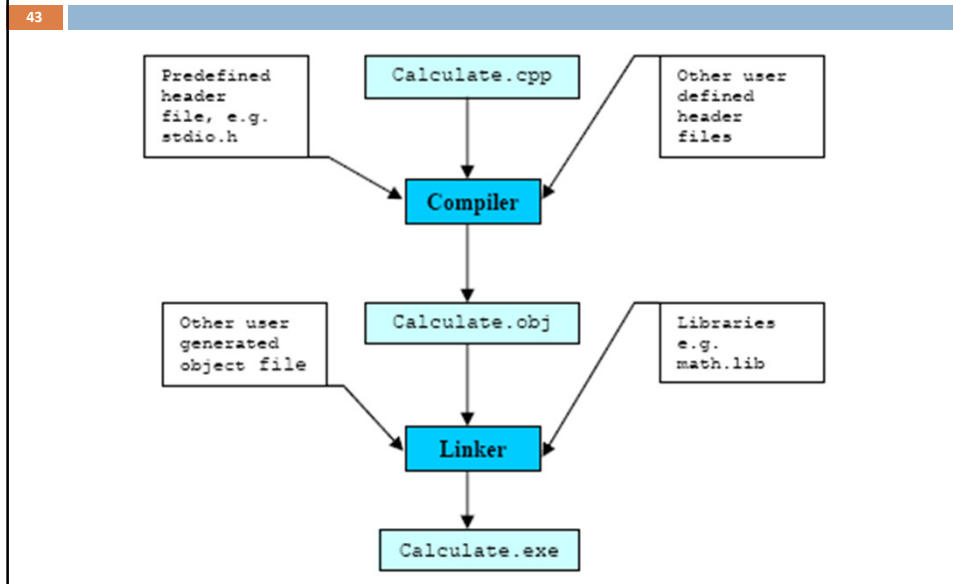 43
Predefined
header
file, e.g.
stdio.h
Calculate.cpp
Other user
defined
header
files
Compiler
Other user
generated
object file
Calculate.obj
Libraries
e.g.
math.lib
Linker
Calculate.exe